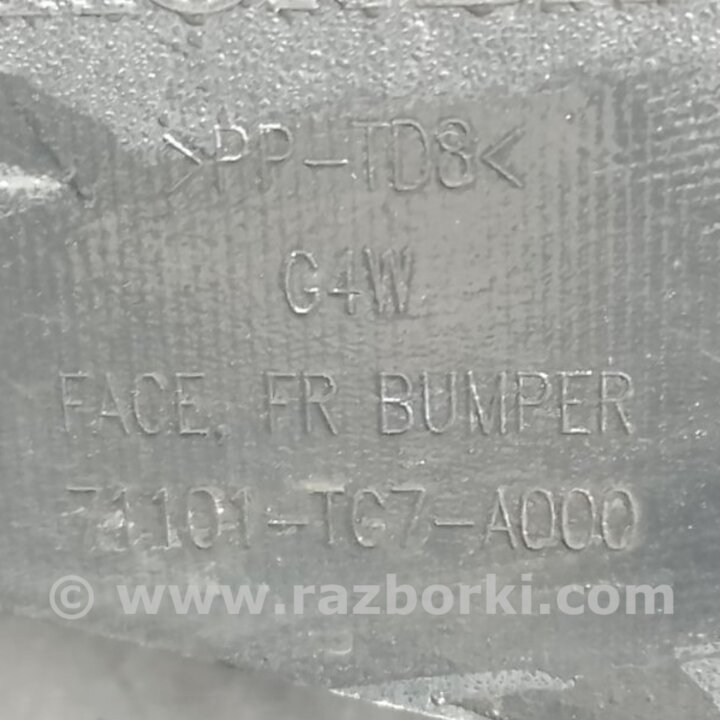 >PP-TD8<
G4W
FACE, FR BUMPER
71101-TG7-A000
© www.razborki.com